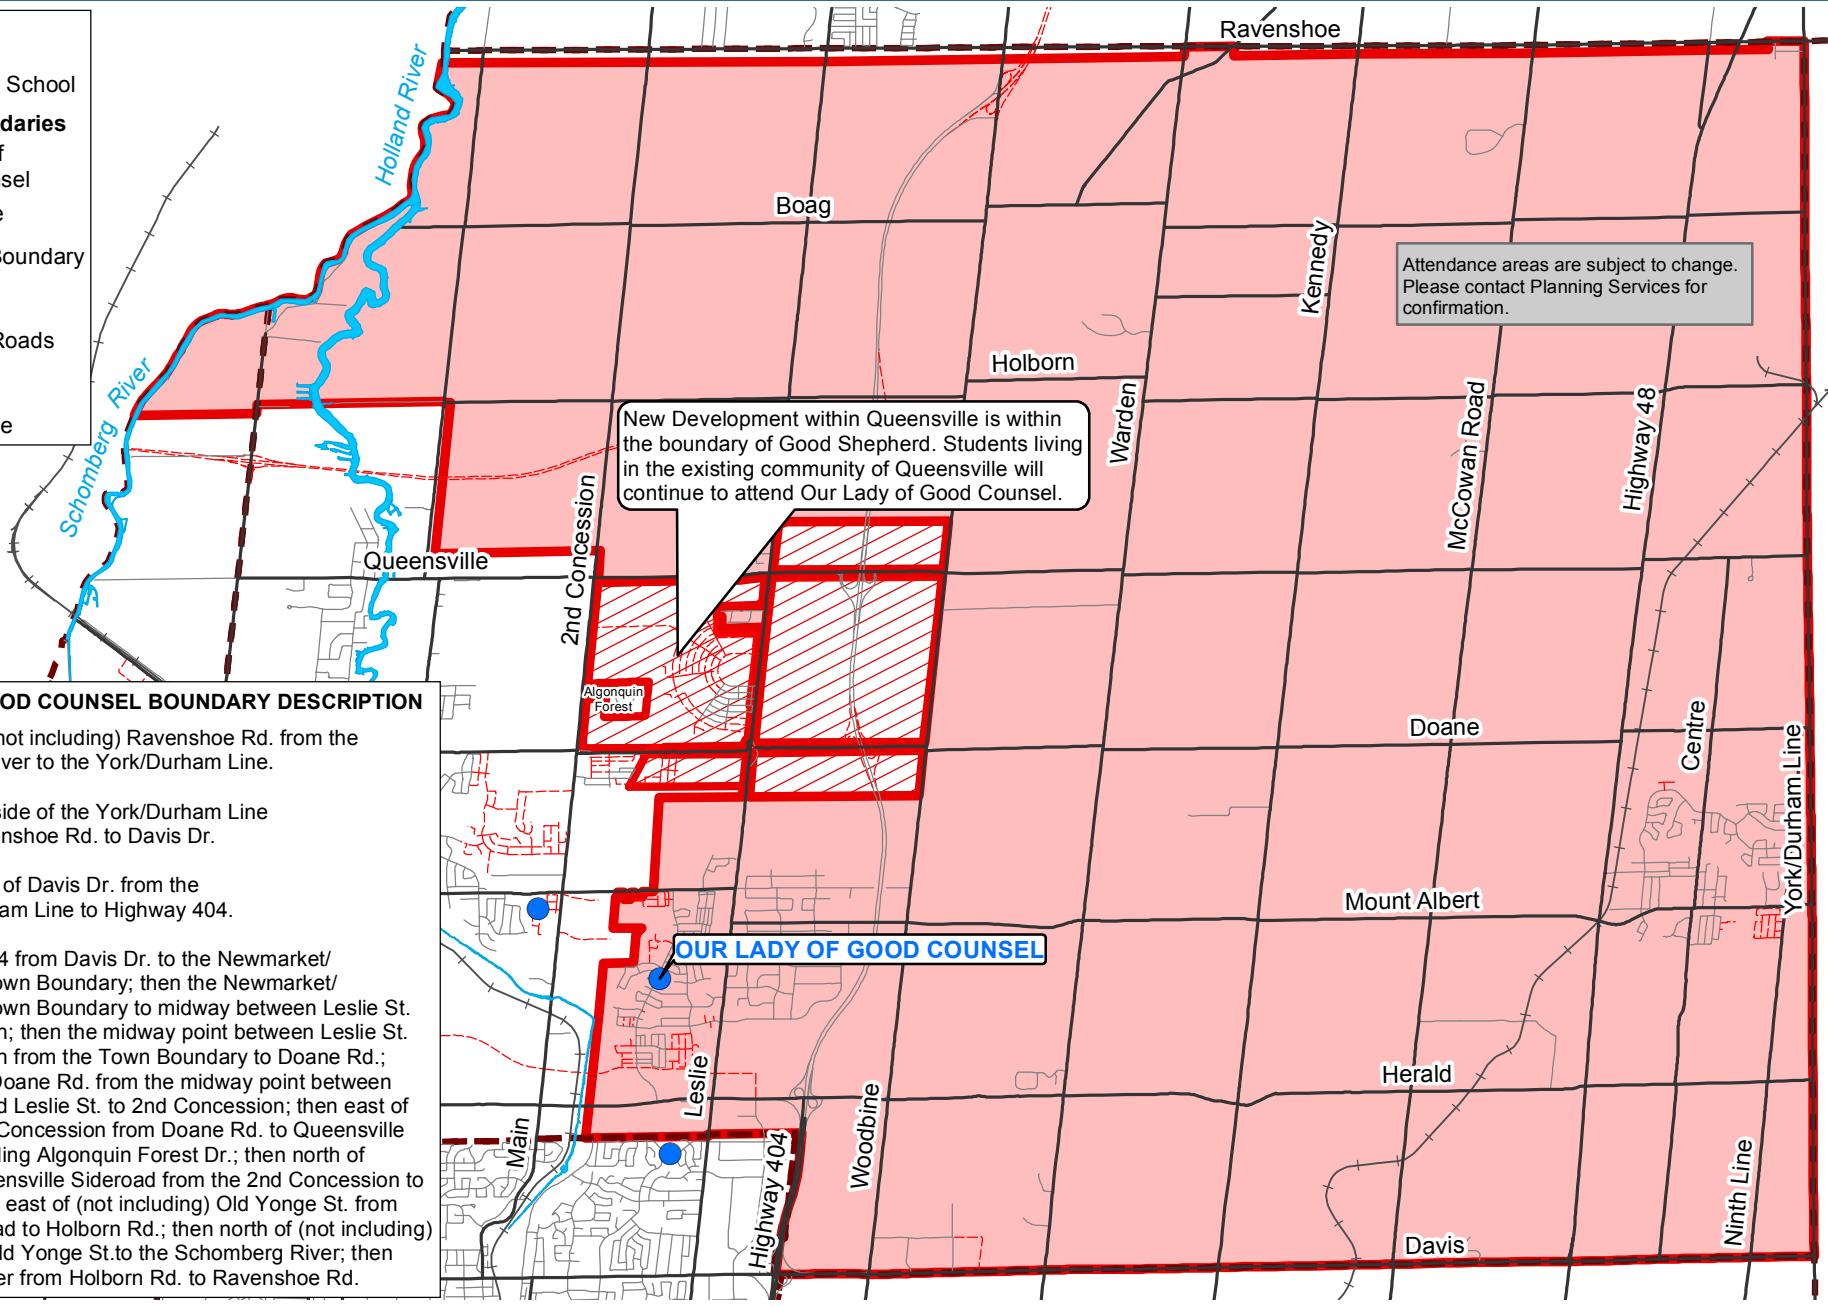 School
daries
f
sel
e
Boundary
Roads
e
Ravenshoe
Holland River
Boag
Kennedy
Attendance areas are subject to change.
Please contact Planning Services for
confirmation.
Holborn
Schomberg River
Warden
McCowan Road
Highway 48
New Development within Queensville is within
the boundary of Good Shepherd. Students living
in the existing community of Queensville will
continue to attend Our Lady of Good Counsel.
Queensville
2nd Concession
Algonquin
Forest
Doane
Centre
York/Durham Line
Mount Albert
OUR LADY OF GOOD COUNSEL
Leslie
Herald
Main
Woodbine
Highway 404
Ninth Line
Davis
OD COUNSEL BOUNDARY DESCRIPTION
not including) Ravenshoe Rd. from the
ver to the York/Durham Line.
side of the York/Durham Line
nshoe Rd. to Davis Dr.
of Davis Dr. from the
am Line to Highway 404.
4 from Davis Dr. to the Newmarket/
own Boundary; then the Newmarket/
own Boundary to midway between Leslie St.
n; then the midway point between Leslie St.
n from the Town Boundary to Doane Rd.;
Doane Rd. from the midway point between
d Leslie St. to 2nd Concession; then east of
Concession from Doane Rd. to Queensville
ding Algonquin Forest Dr.; then north of
ensville Sideroad from the 2nd Concession to
east of (not including) Old Yonge St. from
ad to Holborn Rd.; then north of (not including)
ld Yonge St.to the Schomberg River; then
er from Holborn Rd. to Ravenshoe Rd.